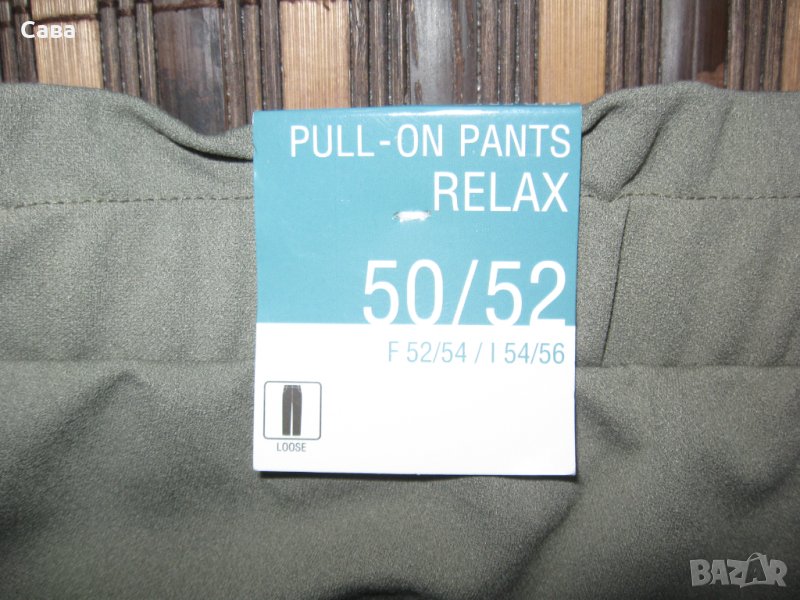 Сава
PULL-ON PANTS
RELAX
50/52
F 52/54 / I 54/56
LOOSE
BAZAR